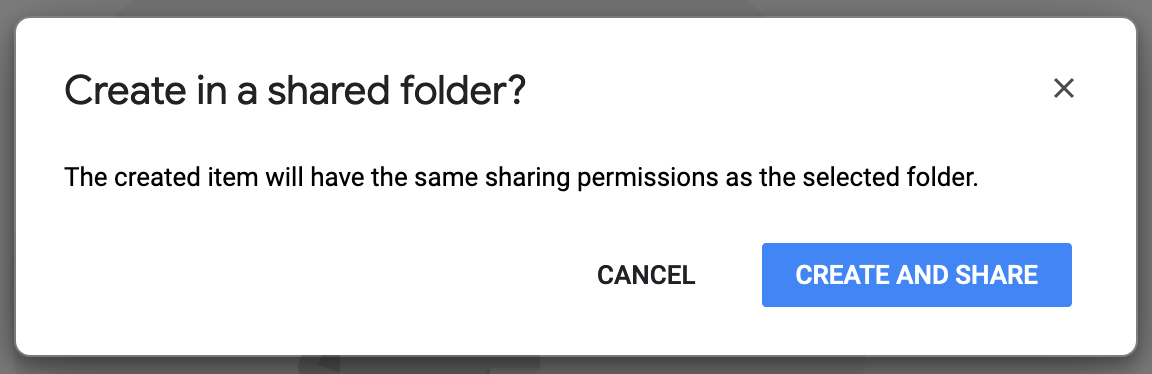 Create in a shared folder?
The created item will have the same sharing permissions as the selected folder.
CANCEL
CREATE AND SHARE